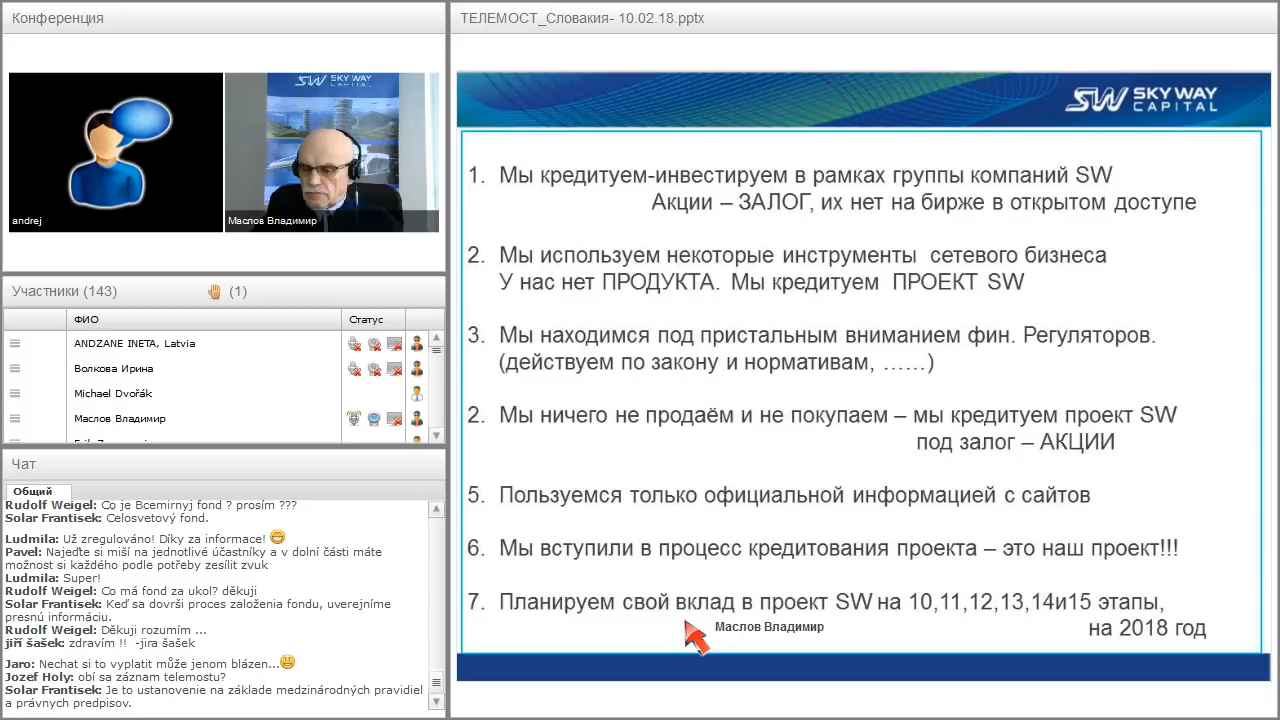 Конференция
SW SKY WAY
CAPITAL
andrej
Маслов Владимир
Участники (143)
(1)
ФИО
Статус
ANDZANE INETA, Latvia
Волкова Ирина
Michael Dvořák
Маслов Владимир
Чат
Общий
Rudolf Weigel: Co je Bcemirnyj fond ? prosím ???
Solar Frantisek: Celosvetový fond.
Ludmila: Už zregulováno! Díky za informace!
Pavel: Najeďte si miší na jednotlivé účastníky a v dolní části máte
možnost si každého podle potřeby zesílit zvuk
Ludmila: Super!
Rudolf Weigel: Co má fond za ukol? děkuji
Solar Frantisek: Keď sa dovrši proces založenia fondu, uverejníme
presnú informáciu.
Rudolf Weigel: Děkuji rozumím ...
jiří šašek: zdravím !!  -jira šašek
Jaro: Nechat si to vyplatit může jenom blázen...
Jozef Holy: obí sa záznam telemostu?
Solar Frantisek: Je to ustanovenie na základe medzinárodných pravidiel
a právnych predpisov.
ТЕЛЕМОСТ_Словакия- 10.02.18.pptx
SW SKY WAY
CAPITAL
1. Мы кредитуем-инвестируем в рамках группы компаний SW
Акции – ЗАЛОГ, их нет на бирже в открытом доступе
2. Мы используем некоторые инструменты  сетевого бизнеса
У нас нет ПРОДУКТА. Мы кредитуем  ПРОЕКТ SW
3. Мы находимся под пристальным вниманием фин. Регуляторов.
(действуем по закону и нормативам, ……)
2. Мы ничего не продаём и не покупаем – мы кредитуем проект SW
под залог – АКЦИИ
5. Пользуемся только официальной информацией с сайтов
6. Мы вступили в процесс кредитования проекта – это наш проект!!!
7. Планируем свой вклад в проект SW на 10,11,12,13,14и15 этапы,
Маслов Владимир
на 2018 год